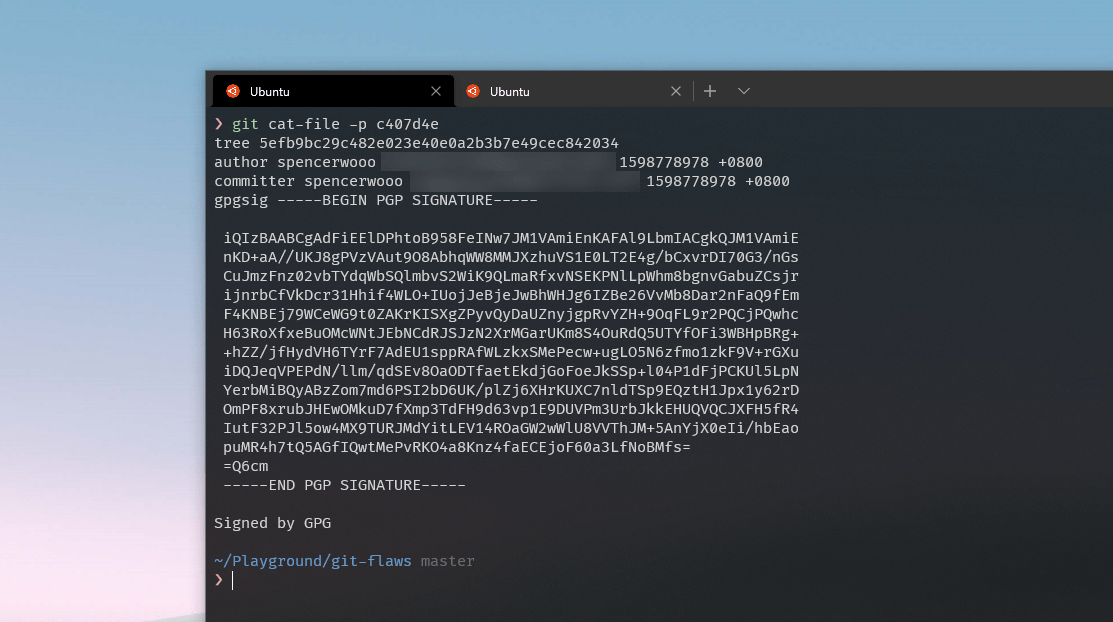 Ubuntu
Ubuntu
❯ git cat-file -p c407d4e
tree 5efb9bc29c482e023e40e0a2b3b7e49cec842034
author spencerwooo 1598778978 +0800
committer spencerwooo 1598778978 +0800
gpgsig -----BEGIN PGP SIGNATURE-----
iQIzBAABCgAdFiEElDPhtoB958FeINw7JM1VAmiEnKAFAl9LbmIACgkQJM1VAmiE
nKD+aA//UKJ8gPVzVAut9O8AbhqWW8MMJXzhuVS1E0LT2E4g/bCxvrDI70G3/nGs
CuJmzFnz02vbTYdqWbSQlmbvS2WiK9QLmaRfxvNSEKPNlLpWhm8bgnvGabuZCsjr
ijnrbCfVkDcr31Hhif4WLO+IUojJeBjeJwBhWHJg6IZBe26VvMb8Dar2nFaQ9fEm
F4KNBEj79WCeWG9t0ZAKrKISXgZPyvQyDaUZnyjgpRvYZH+9OqFL9r2PQCjPQwhc
H63RoXfxeBuOMcWNtJEbNCdRJSJzN2XrMGarUKm8S4OuRdQ5UTYfOFi3WBHpBRg+
+hZZ/jfHydVH6TYrF7AdEU1sppRAfWLzkxSMePecw+ugLO5N6zfmo1zkF9V+rGXu
iDQJeqVPEPdN/llm/qdSEv8OaODTfaetEkdjGoFoeJkSSp+l04P1dFjPCKUl5LpN
YerbMiBQyABzZom7md6PSI2bD6UK/plZj6XHrKUXC7nldTSp9EQztH1Jpx1y62rD
OmPF8xrubJHEwOMkuD7fXmp3TdFH9d63vp1E9DUVPm3UrbJkkEHUQVQCJXFH5fR4
IutF32PJl5ow4MX9TURJMdYitLEV14ROaGW2wWlU8VVThJM+5AnYjX0eIi/hbEao
puMR4h7tQ5AGfIQwtMePvRKO4a8Knz4faECEjoF60a3LfNoBMfs=
=Q6cm
-----END PGP SIGNATURE-----
Signed by GPG
~/Playground/git-flaws master
❯